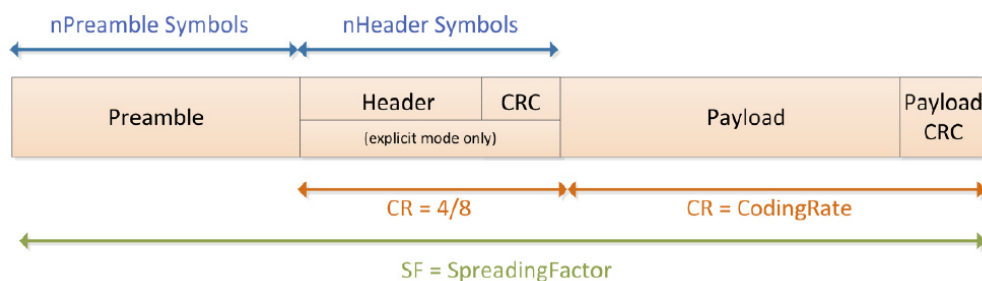 nPreamble Symbols
nHeader Symbols
Preamble
Header
CRC
(explicit mode only)
Payload
Payload
CRC
CR = 4/8
CR = CodingRate
SF = SpreadingFactor